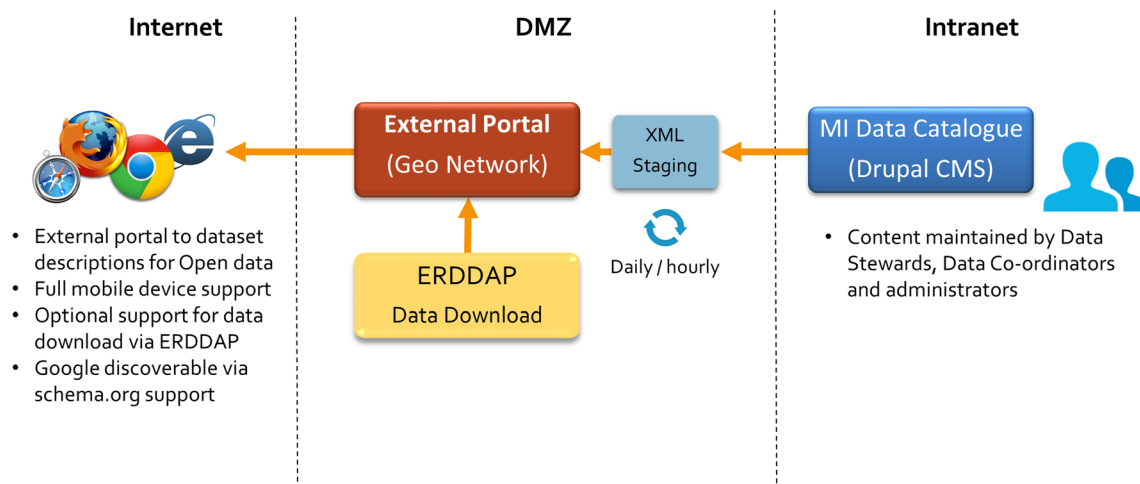 Internet
DMZ
Intranet
External Portal
(Geo Network)
XML
Staging
MI Data Catalogue
(Drupal CMS)
• External portal to dataset
descriptions for Open data
• Full mobile device support
• Optional support for data
download via ERDDAP
• Google discoverable via
schema.org support
ERDDAP
Data Download
Daily / hourly
• Content maintained by Data
Stewards, Data Co-ordinators
and administrators